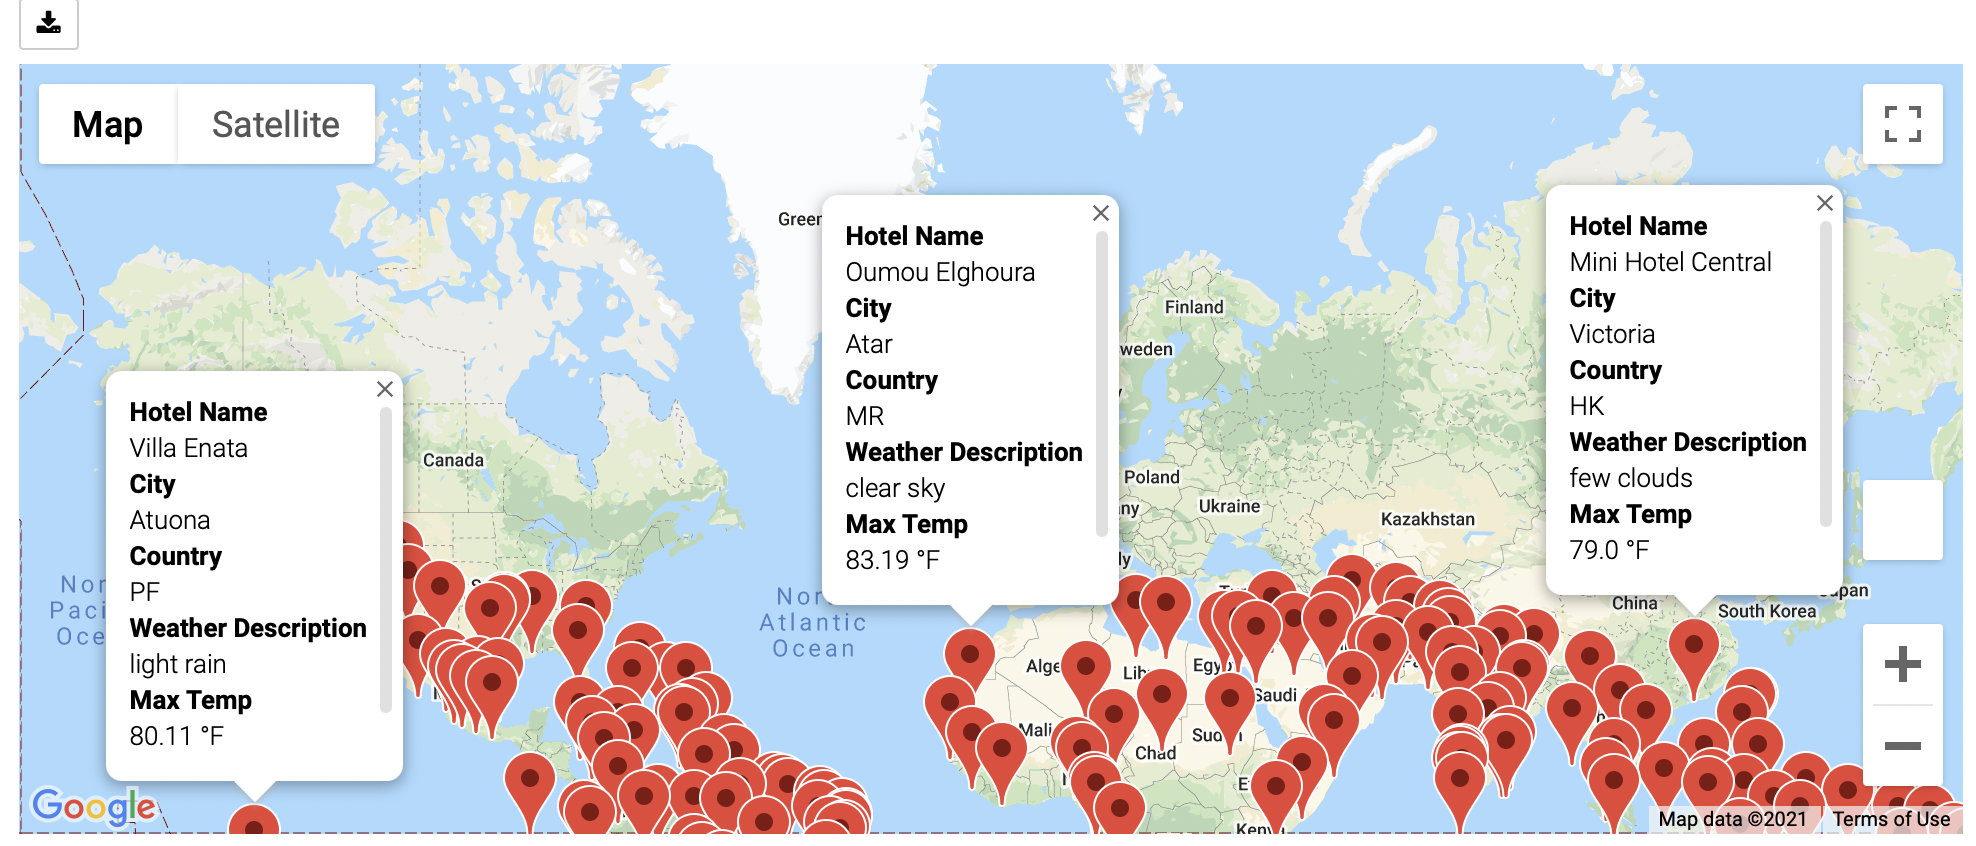 Map
Satellite
Hotel Name
Villa Enata
City
Atuona
Country
PF
Weather Description
light rain
Max Temp
80.11 °F
Hotel Name
Oumou Elghoura
City
Atar
Country
MR
Weather Description
clear sky
Max Temp
83.19 °F
Hotel Name
Mini Hotel Central
City
Victoria
Country
HK
Weather Description
few clouds
Max Temp
79.0 °F
Green
Finland
weden
Canada
Poland
ny
Ukraine
Kazakhstan
ly
Nor
Paci
Oce
Nor
Atlantic
Ocean
China
South Korea
apan
Alge
Lib
Egyp
Saudi
Mali
Chad
Sud
Kenya
Google
Map data ©2021
Terms of Use